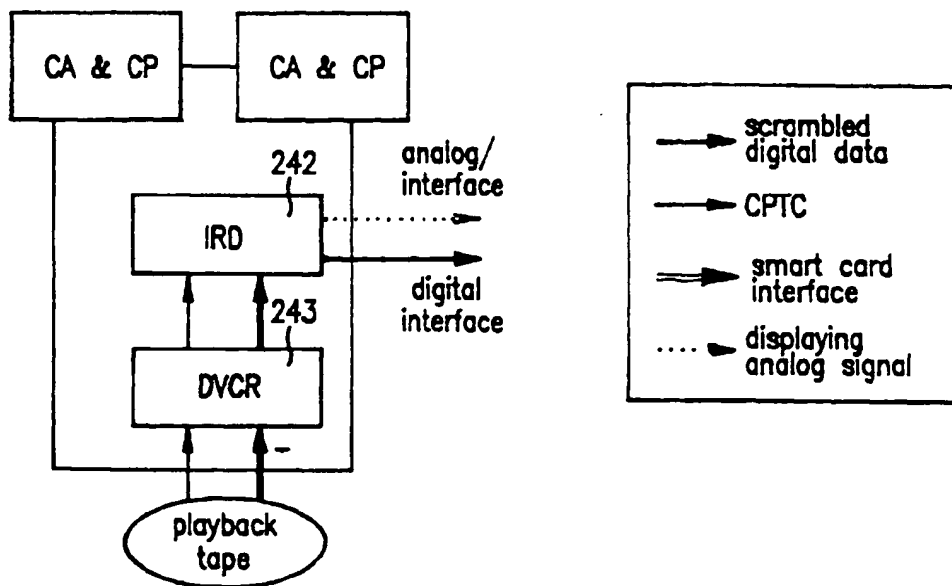 CA & CP
CA & CP
242
analog/
interface
IRD
digital
interface
243
DVCR
playback
tape
scrambled
digital data
CPTC
smart card
interface
displaying
analog signal